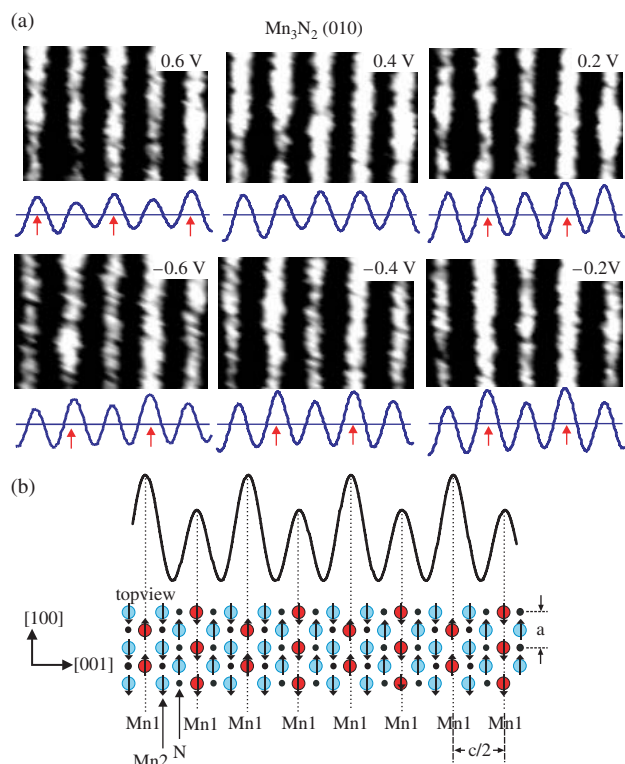 (a)
Mn₃N₂ (010)
0.6 V
0.4 V
0.2 V
−0.6 V
−0.4 V
−0.2V
(b)
topview
[100]
[001]
a
Mn1 Mn1 Mn1 Mn1 Mn1 Mn1 Mn1 Mn1
Mn2 N
c/2